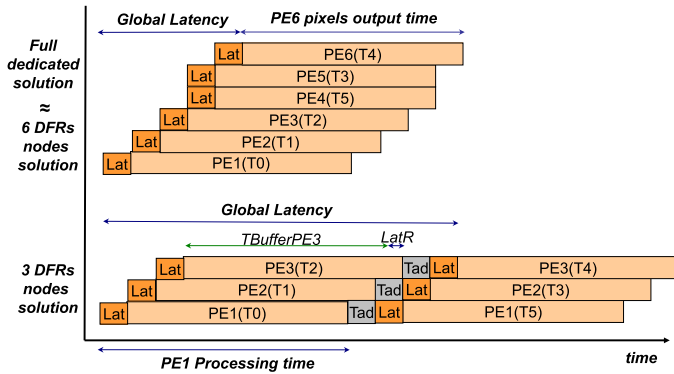 Global Latency PE6 pixels output time
Full
dedicated
solution
≈
6 DFRs
nodes
solution
Lat PE6(T4)
Lat PE5(T3)
Lat PE4(T5)
Lat PE3(T2)
Lat PE2(T1)
Lat PE1(T0)
Global Latency
TBufferPE3 LatR
3 DFRs
nodes
solution
Lat PE3(T2) Tad Lat PE3(T4)
Lat PE2(T1) Tad Lat PE2(T3)
Lat PE1(T0) Tad Lat PE1(T5)
PE1 Processing time
time